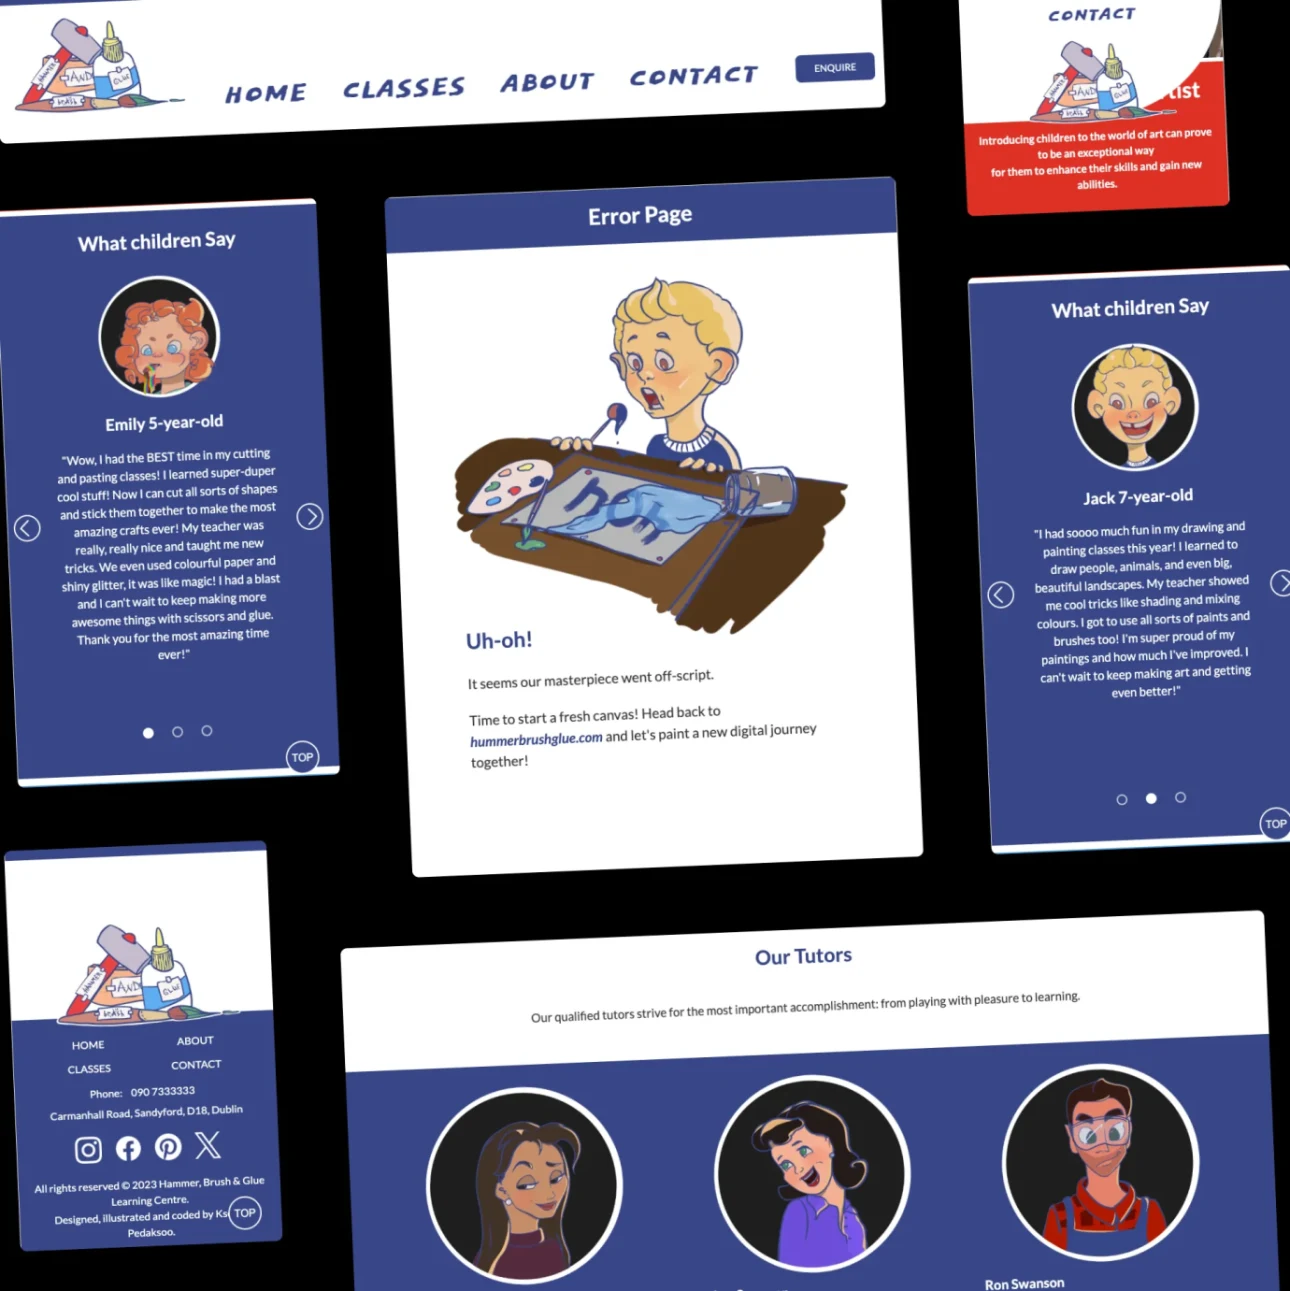 HOME CLASSES ABOUT CONTACT ENQUIRE
HAMMER
AND
GLUE
BRUSH
CONTACT
HAMMER
AND
GLUE
BRUSH
tist
Introducing children to the world of art can prove
to be an exceptional way
for them to enhance their skills and gain new
abilities.
What children Say
Emily 5-year-old
"Wow, I had the BEST time in my cutting
and pasting classes! I learned super-duper
cool stuff! Now I can cut all sorts of shapes
and stick them together to make the most
amazing crafts ever! My teacher was
really, really nice and taught me new
tricks. We even used colourful paper and
shiny glitter, it was like magic! I had a blast
and I can't wait to keep making more
awesome things with scissors and glue.
Thank you for the most amazing time
ever!"
TOP
Error Page
Uh-oh!
It seems our masterpiece went off-script.
Time to start a fresh canvas! Head back to
hummerbrushglue.com and let's paint a new digital journey
together!
What children Say
Jack 7-year-old
"I had soooo much fun in my drawing and
painting classes this year! I learned to
draw people, animals, and even big,
beautiful landscapes. My teacher showed
me cool tricks like shading and mixing
colours. I got to use all sorts of paints and
brushes too! I'm super proud of my
paintings and how much I've improved. I
can't wait to keep making art and getting
even better!"
TOP
HAMMER
AND
GLUE
BRUSH
HOME ABOUT
CLASSES CONTACT
Phone: 090 7333333
Carmanhall Road, Sandyford, D18, Dublin
All rights reserved © 2023 Hammer, Brush & Glue
Learning Centre.
Designed, illustrated and coded by Ks
Pedaksoo.
TOP
Our Tutors
Our qualified tutors strive for the most important accomplishment: from playing with pleasure to learning.
Ron Swanson